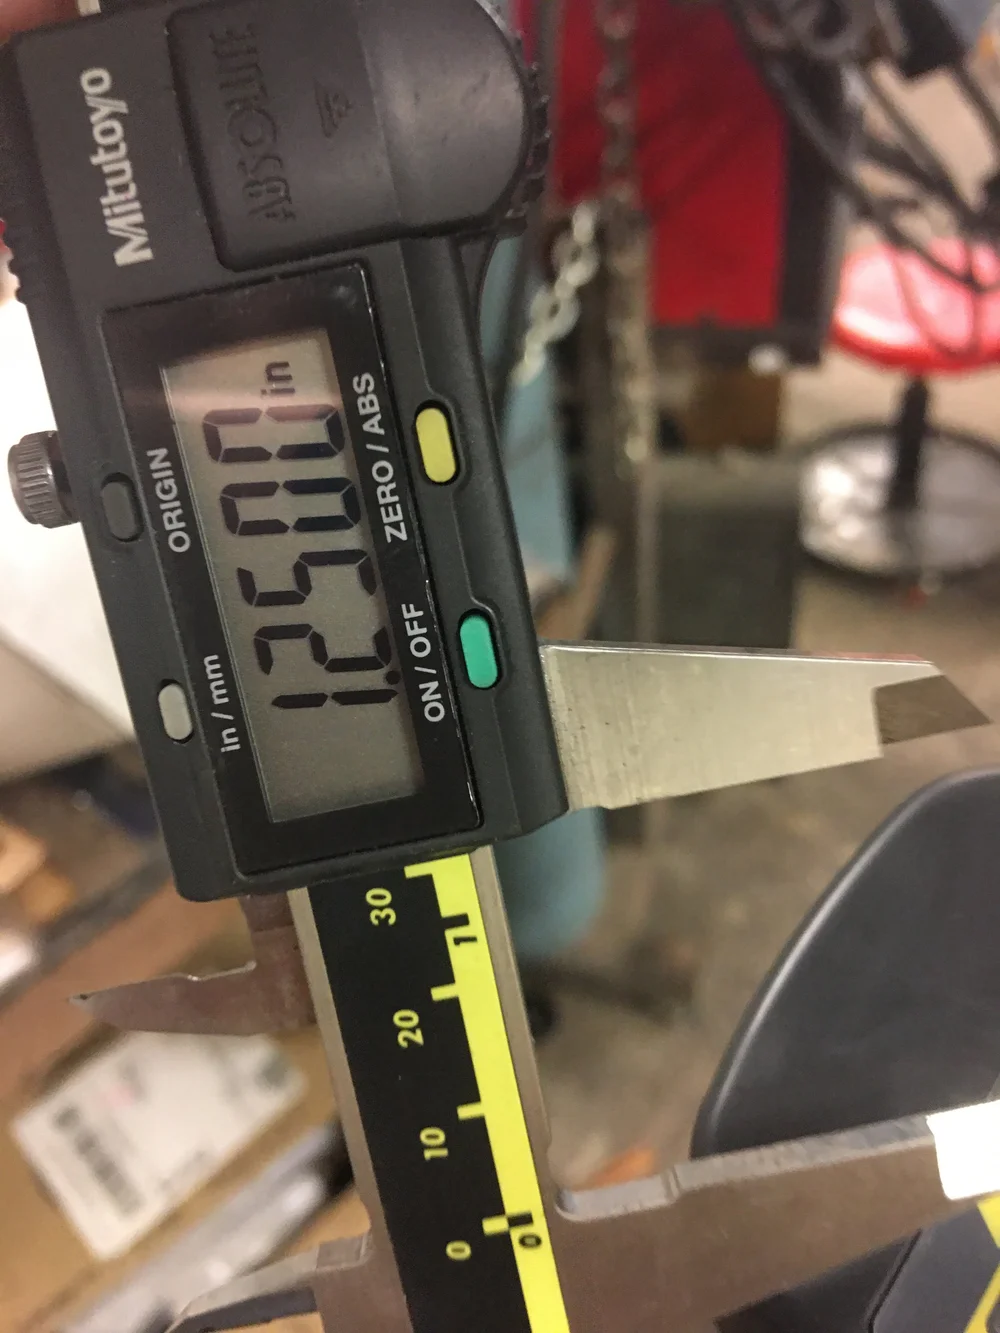 Mitutoyo
ABSOLUTE
ORIGIN
in / mm
1.2500 in
ZERO / ABS
ON / OFF
30
20
10
0
1
0